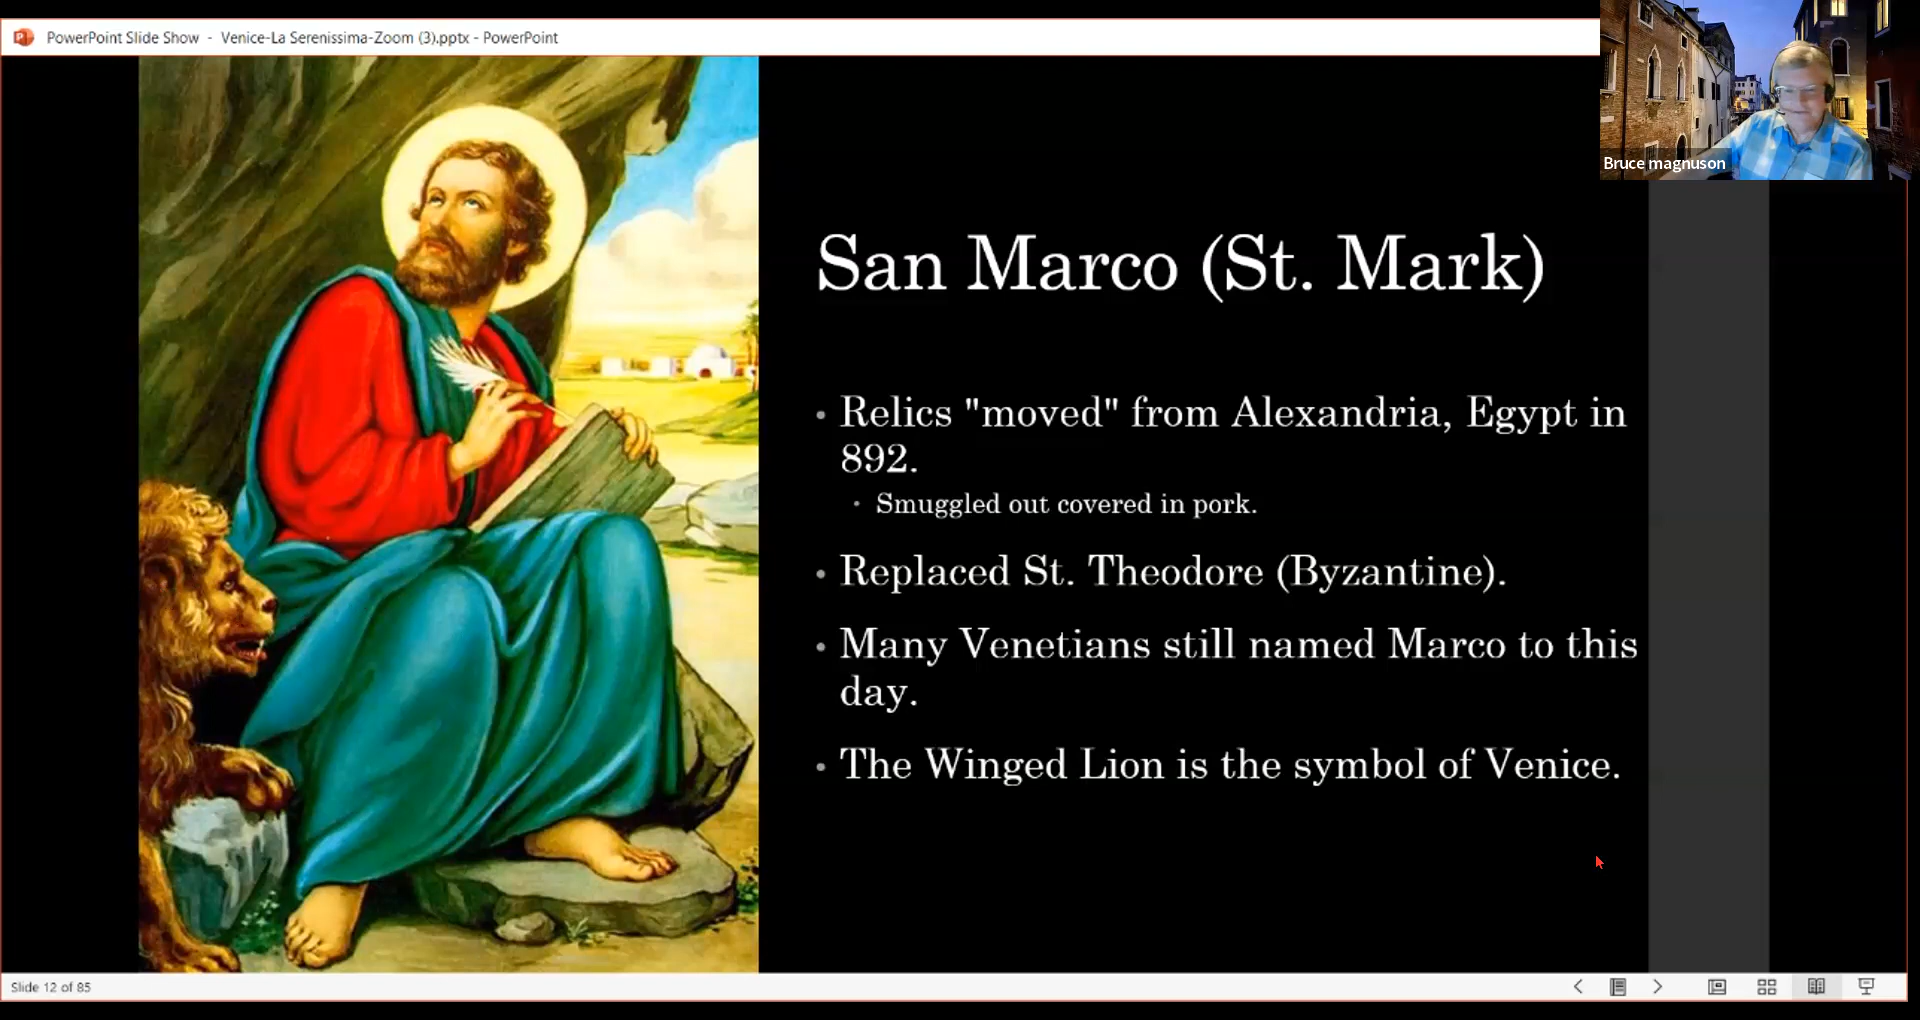 PowerPoint Slide Show - Venice-La Serenissima-Zoom (3).pptx - PowerPoint
Bruce magnuson
San Marco (St. Mark)
• Relics "moved" from Alexandria, Egypt in
892.
• Smuggled out covered in pork.
• Replaced St. Theodore (Byzantine).
• Many Venetians still named Marco to this
day.
• The Winged Lion is the symbol of Venice.
Slide 12 of 85